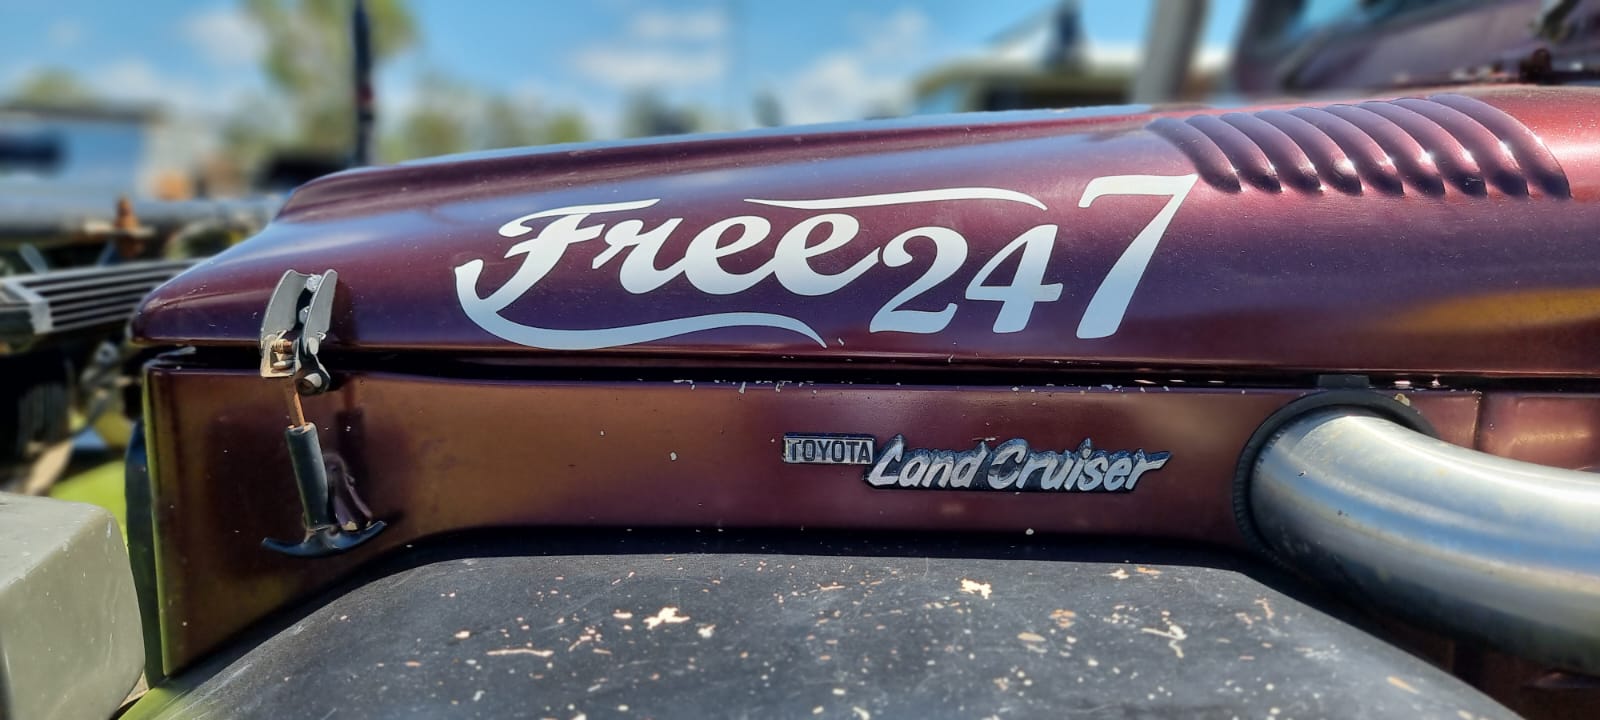 Free247
TOYOTA Land Cruiser